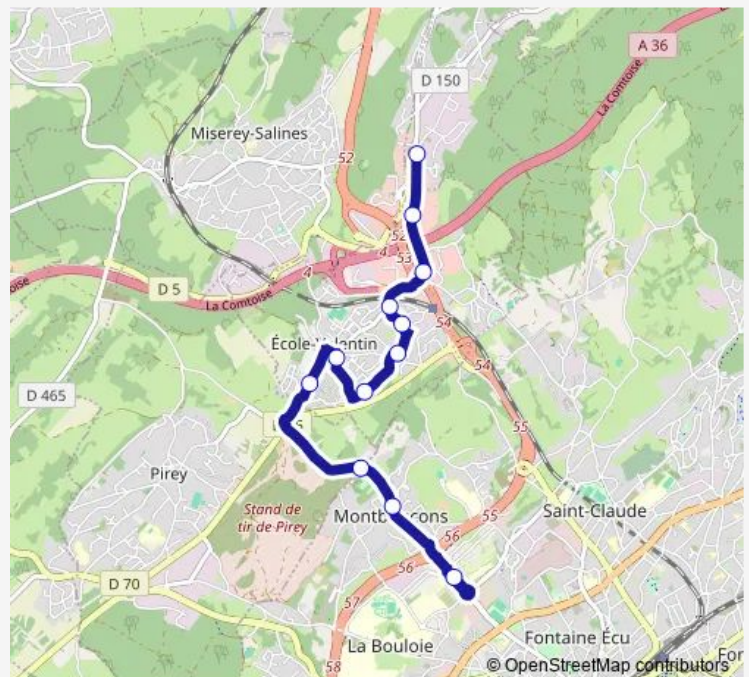 A 36
D 150
Miserey-Salines
La Comtoise
52
52
4
53
4
oise
D 5
La Comtoise
54
École-Valentin
54
D 465
55
Pirey
Stand de
tir de Pirey
55
Saint-Claude
56
56
D 70
57
La Bouloie
Fontaine Écu
58
© OpenStreetMap contributors